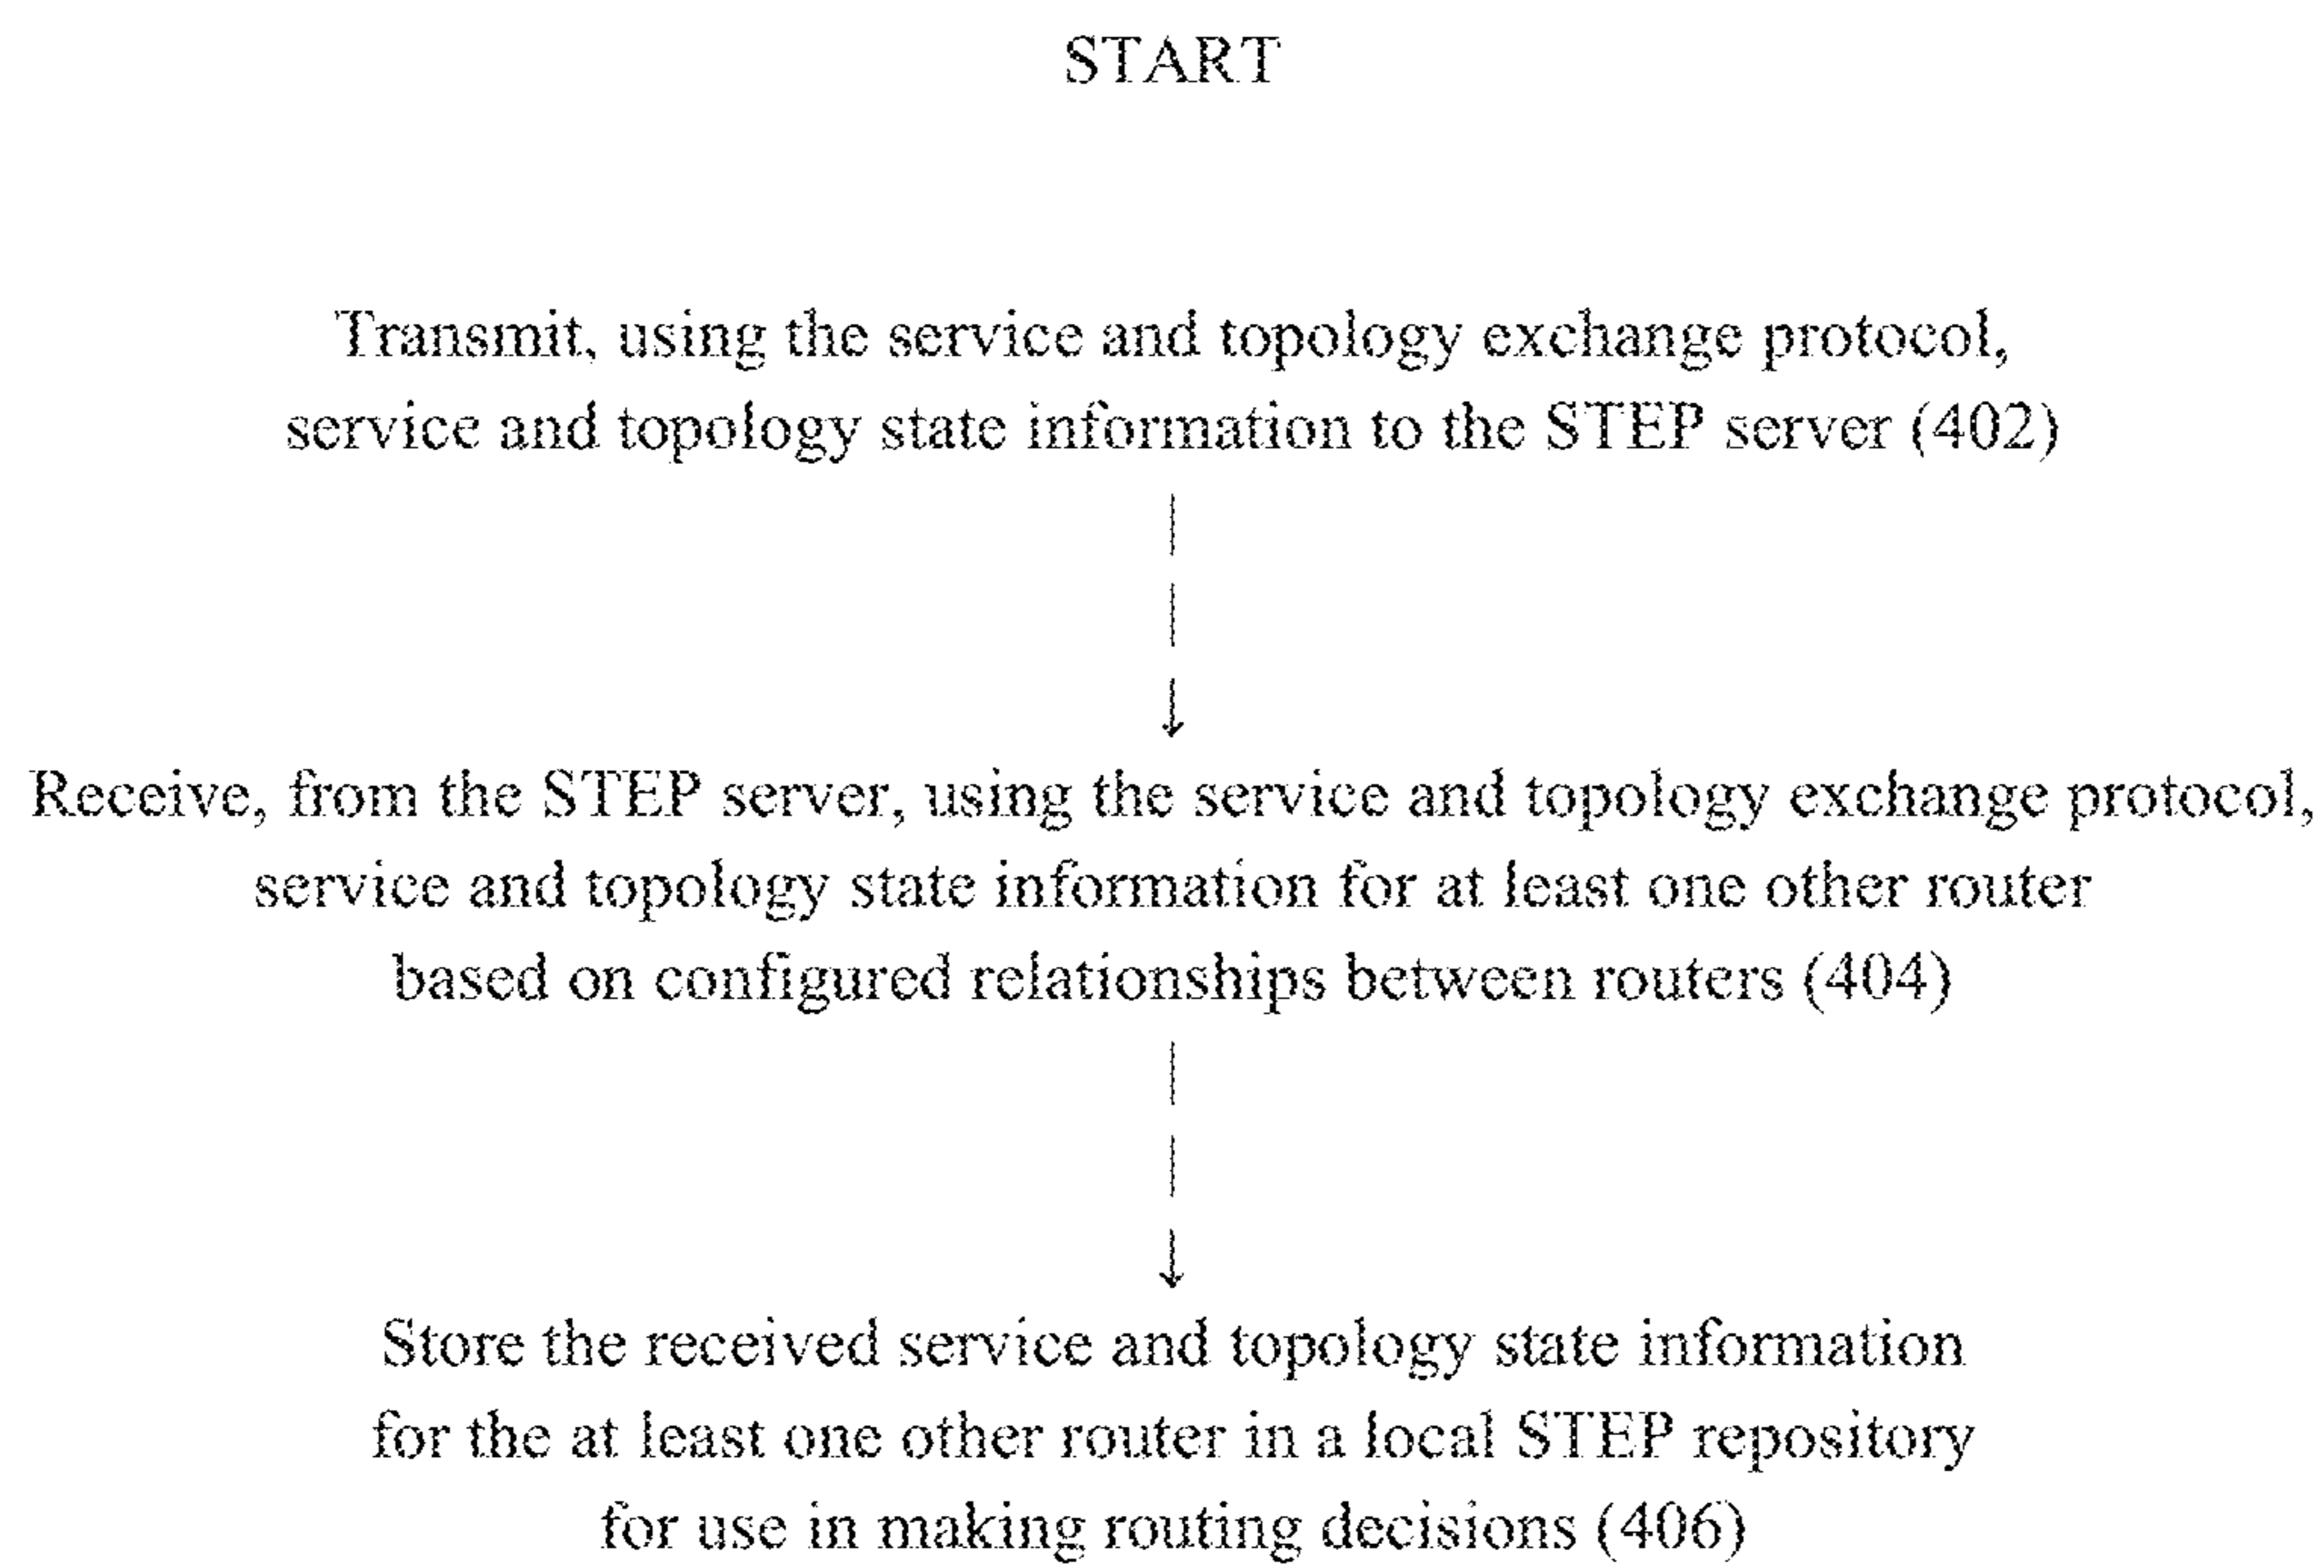 START
Transmit, using the service and topology exchange protocol,
service and topology state information to the STEP server (402)
Receive, from the STEP server, using the service and topology exchange protocol,
service and topology state information for at least one other router
based on configured relationships between routers (404)
Store the received service and topology state information
for the at least one other router in a local STEP repository
for use in making routing decisions (406)